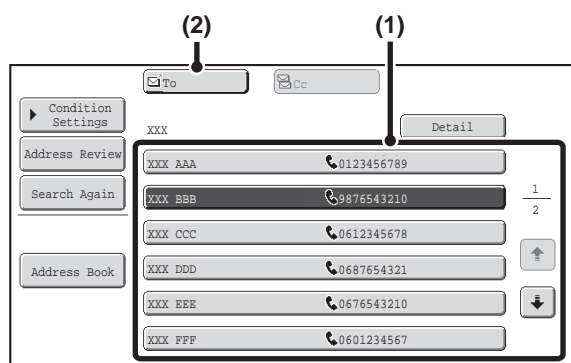 (2) (1)
To Cc
Condition
Settings
XXX Detail
Address Review
XXX AAA 0123456789
Search Again
XXX BBB 9876543210
1
2
XXX CCC 0612345678
Address Book
XXX DDD 0687654321
XXX EEE 0676543210
XXX FFF 0601234567